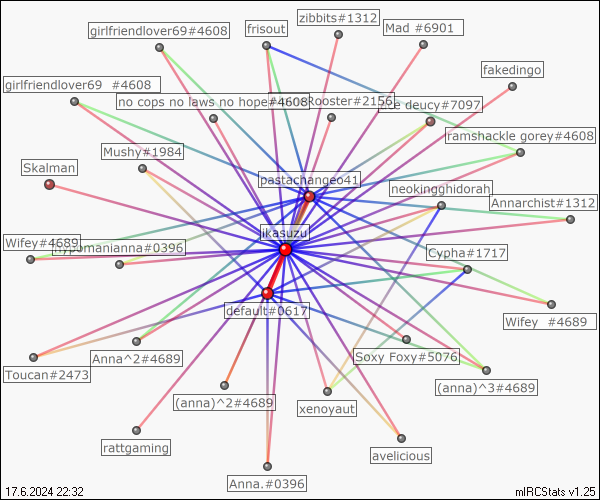 zibbits#1312
girlfriendlover69#4608
frisout
Mad #6901
fakedingo
girlfriendlover69 #4608
no cops no laws no hope#4608
Rooster#2156
deucy#7097
ramshackle gorey#4608
Mushy#1984
Skalman
pastachangeo41
neokingghidorah
Annarchist#1312
ikasuzu
Wifey#4689
hypomanianna#0396
Cypha#1717
default#0617
Wifey #4689
Anna^2#4689
Soxy Foxy#5076
Toucan#2473
(anna)^3#4689
(anna)^2#4689
xenoyaut
rattgaming
avelicious
Anna.#0396
17.6.2024 22:32
mIRCStats v1.25